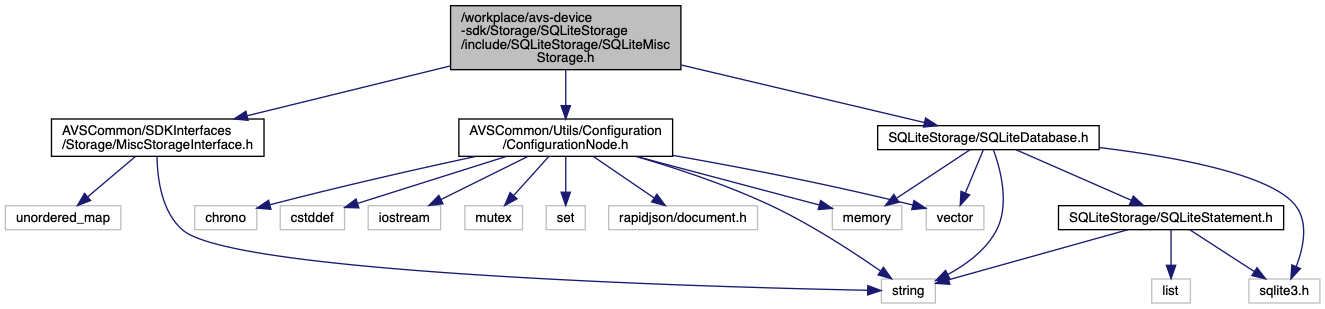 /workplace/avs-device
-sdk/Storage/SQLiteStorage
/include/SQLiteStorage/SQLiteMisc
Storage.h
AVSCommon/SDKInterfaces
/Storage/MiscStorageInterface.h
AVSCommon/Utils/Configuration
/ConfigurationNode.h
SQLiteStorage/SQLiteDatabase.h
unordered_map
chrono
cstddef
iostream
mutex
set
rapidjson/document.h
memory
vector
SQLiteStorage/SQLiteStatement.h
string
list
sqlite3.h